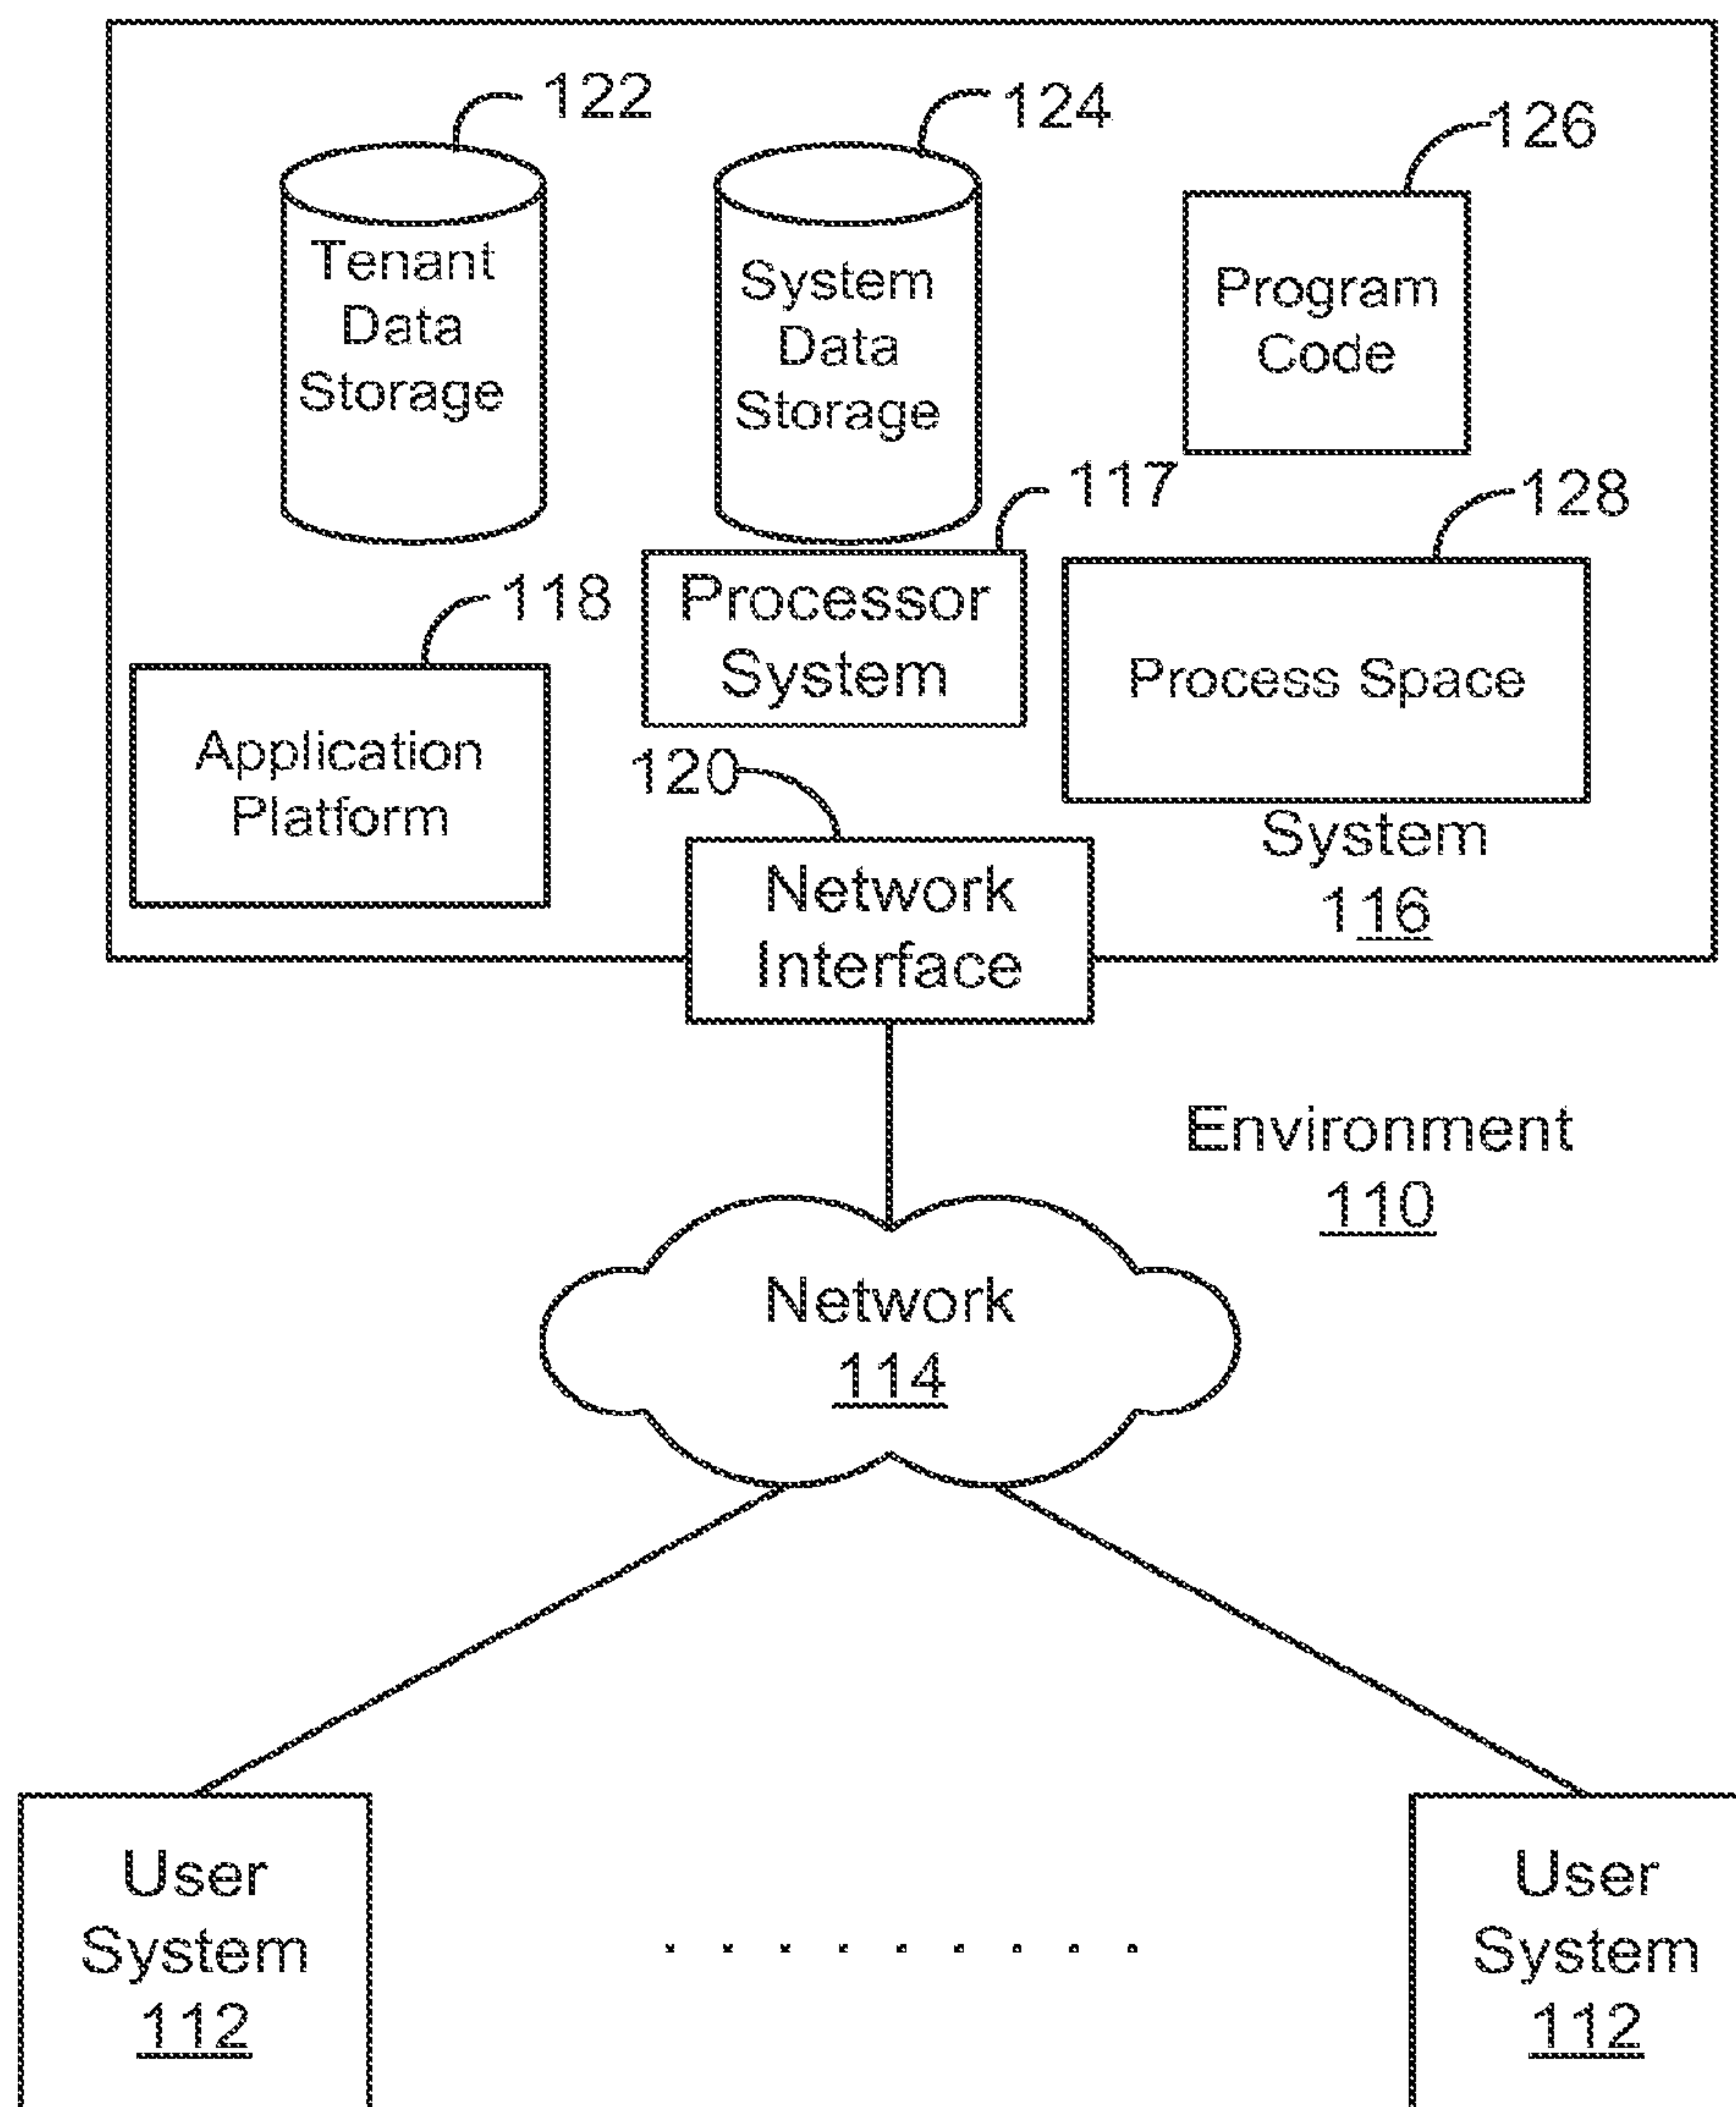 122
124
126
Tenant
Data
Storage
System
Data
Storage
Program
Code
117
128
118
Processor
System
Process Space
Application
Platform
120
System
116
Network
Interface
Environment
110
Network
114
User
System
112
User
System
112